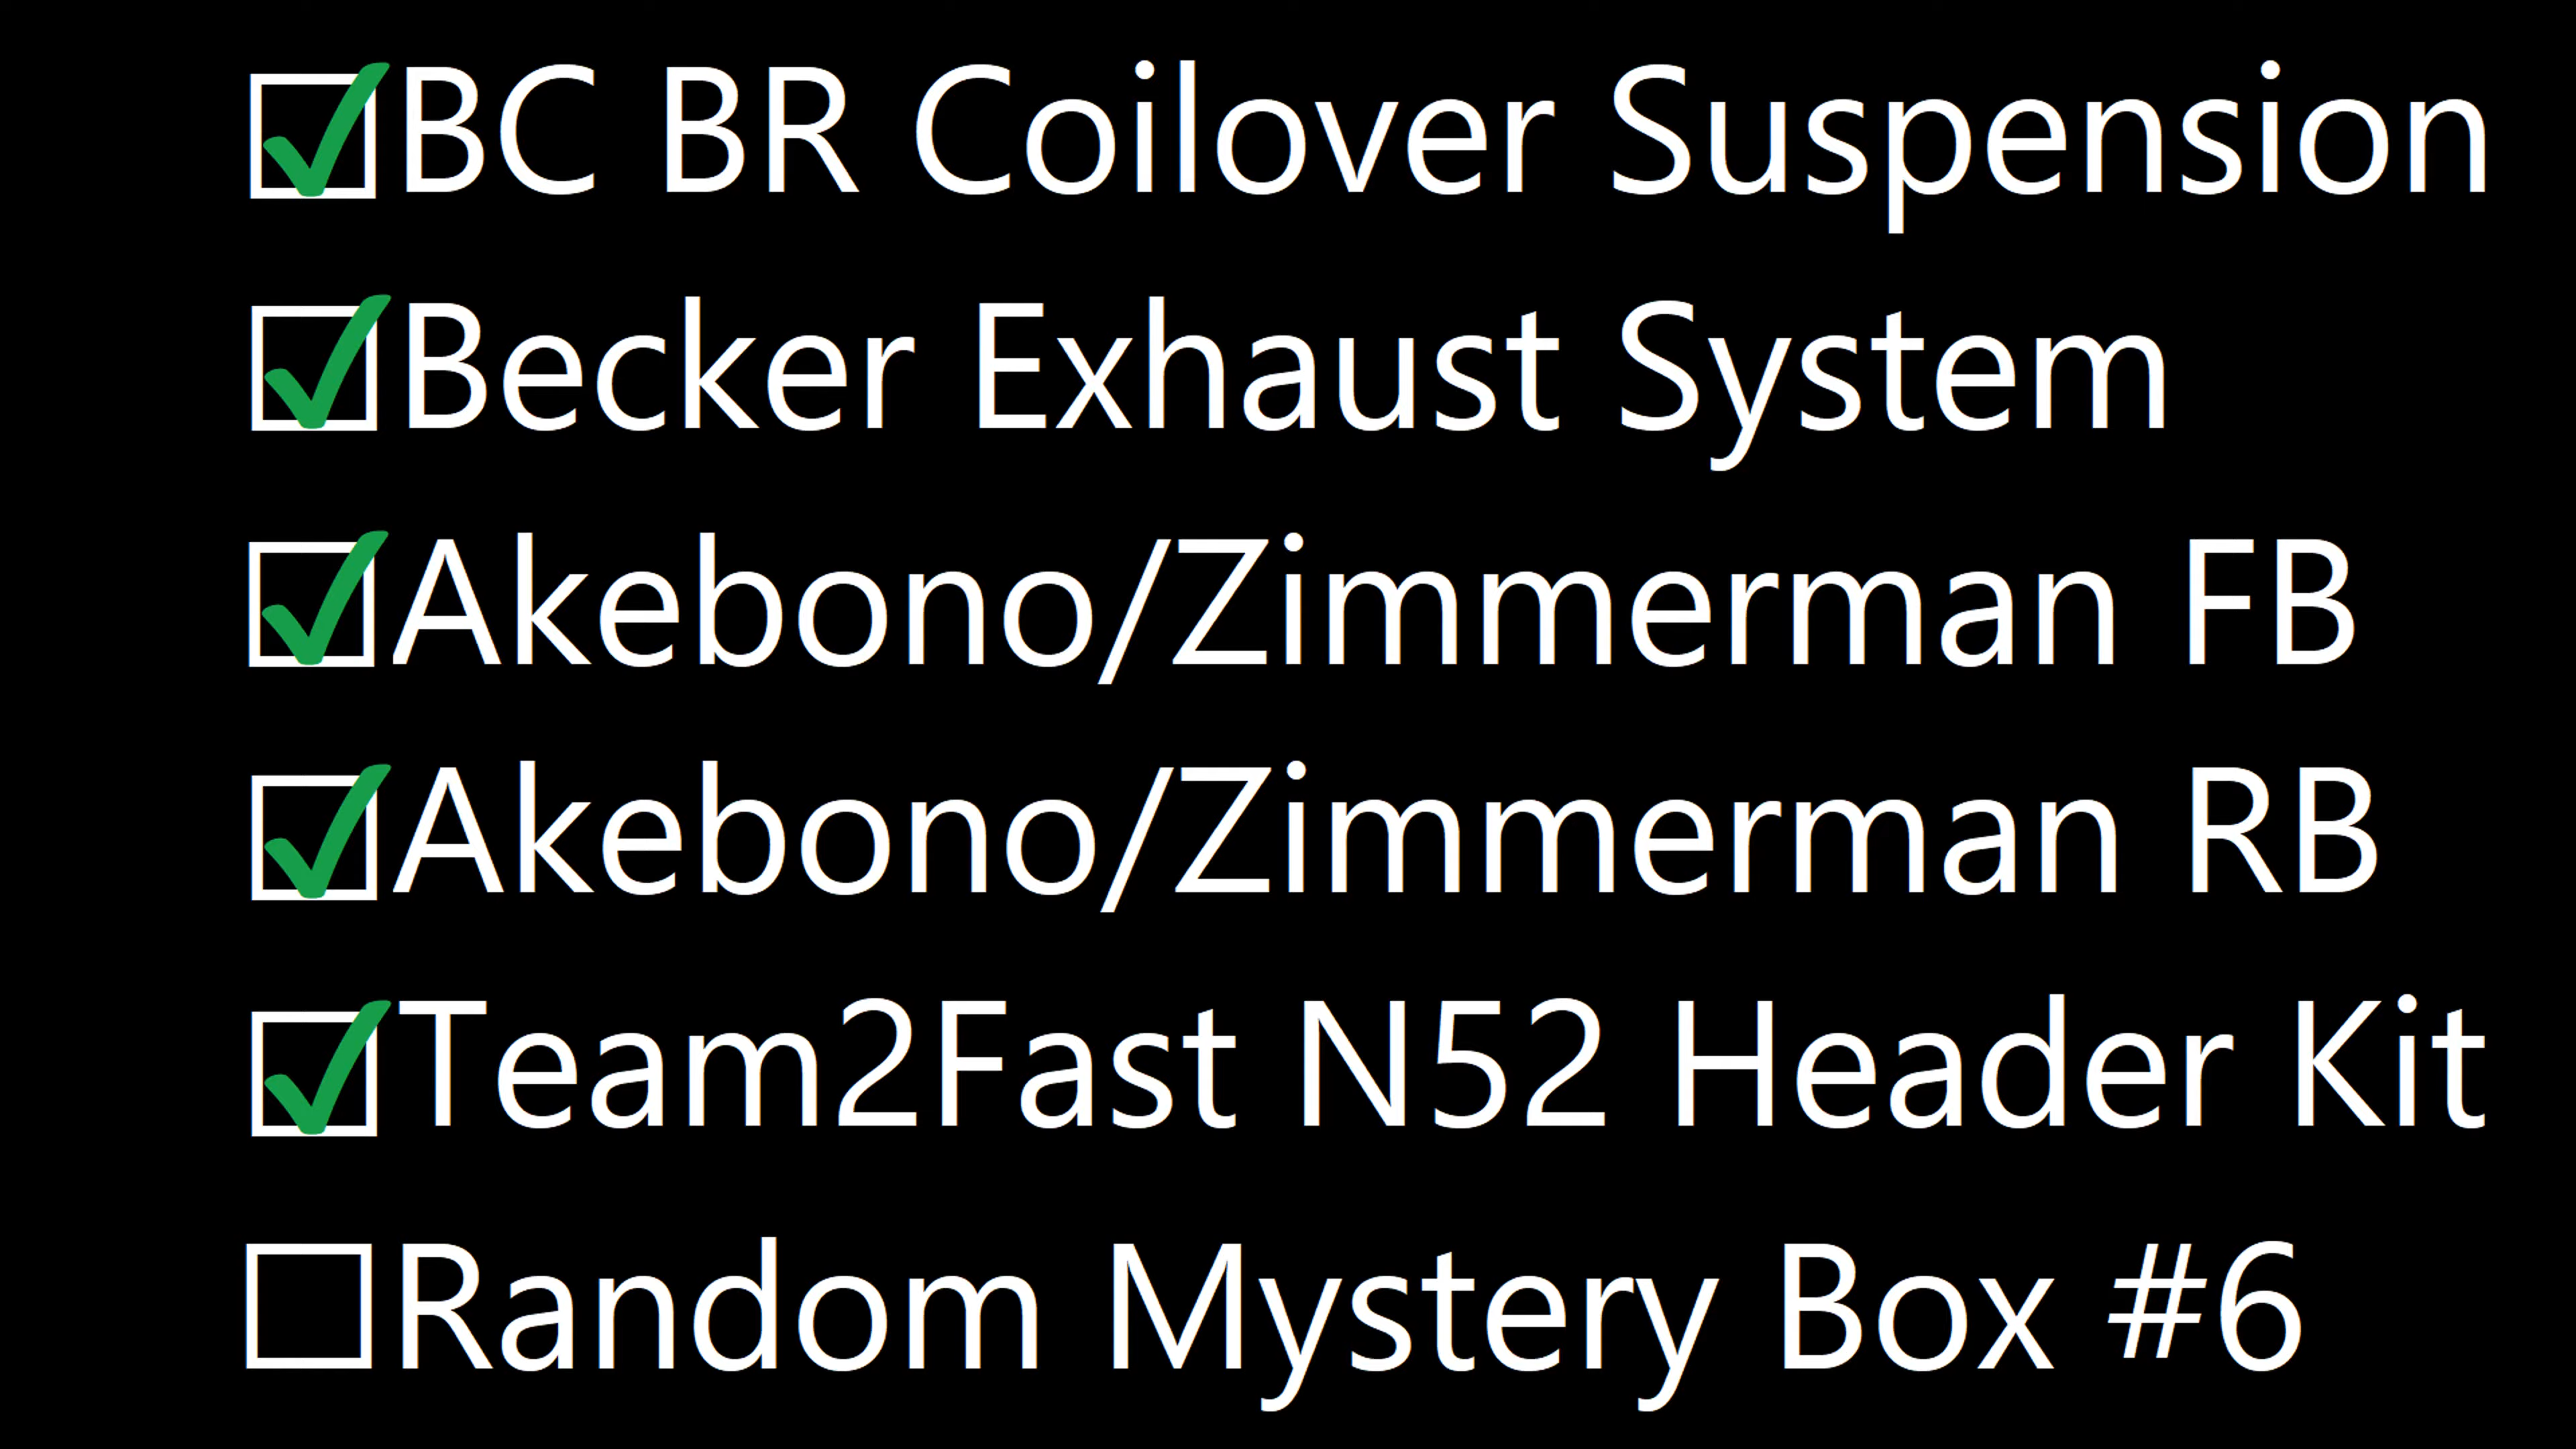 BC BR Coilover Suspension
Becker Exhaust System
Akebono/Zimmerman FB
Akebono/Zimmerman RB
Team2Fast N52 Header Kit
Random Mystery Box #6